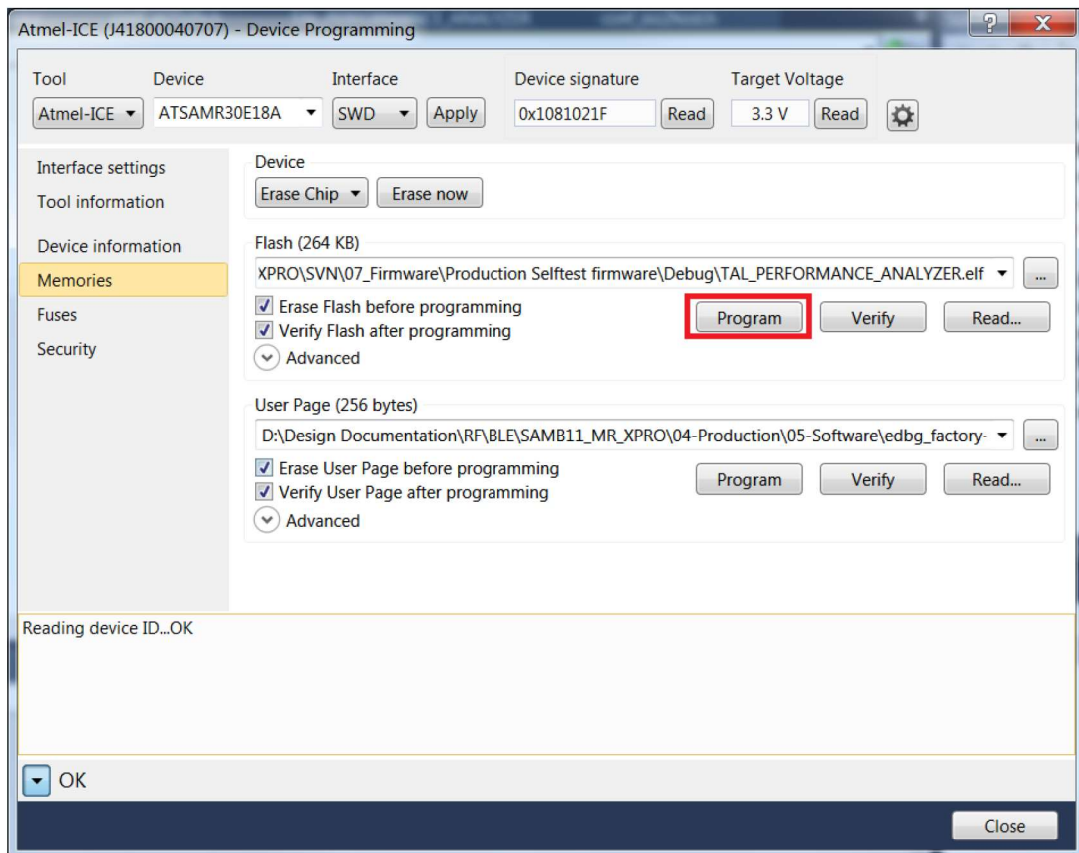 Atmel-ICE (J41800040707) - Device Programming
Tool Device Interface Device signature Target Voltage
Atmel-ICE ATSAMR30E18A SWD Apply 0x1081021F Read 3.3 V Read
Interface settings
Tool information
Device information
Memories
Fuses
Security
Device
Erase Chip Erase now
Flash (264 KB)
XPRO\SVN\07_Firmware\Production Selftest firmware\Debug\TAL_PERFORMANCE_ANALYZER.elf ...
Erase Flash before programming
Verify Flash after programming
Program Verify Read...
Advanced
User Page (256 bytes)
D:\Design Documentation\RF\BLE\SAMB11_MR_XPRO\04-Production\05-Software\edbg_factory- ...
Erase User Page before programming
Verify User Page after programming
Program Verify Read...
Advanced
Reading device ID...OK
OK
Close